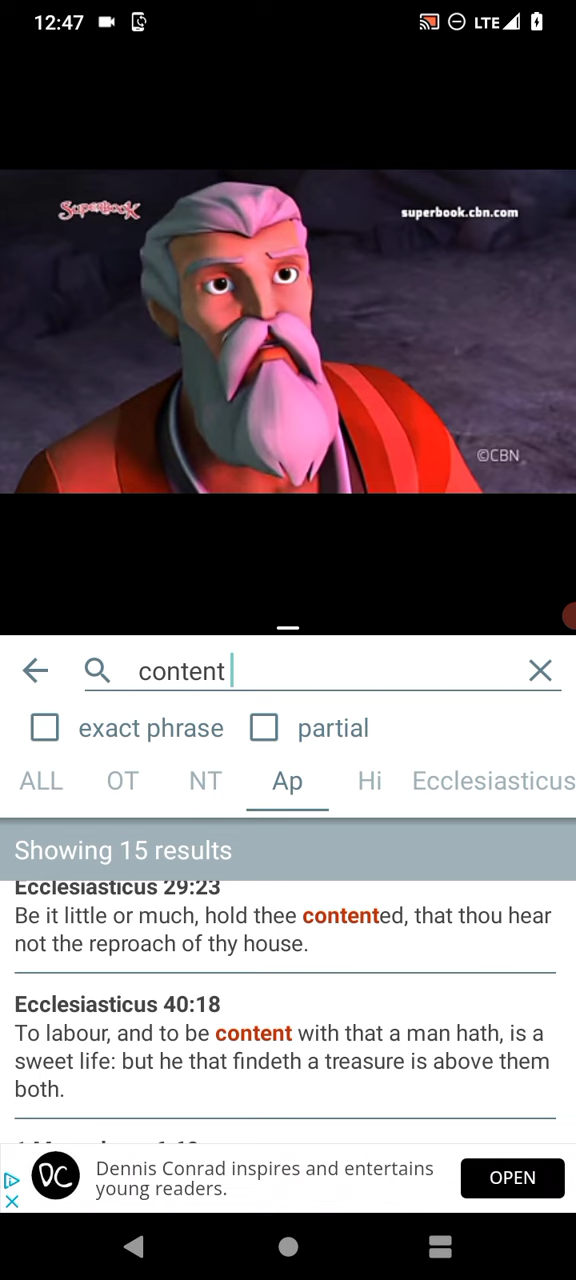 12:47
LTE
SUPERBOOK
superbook.cbn.com
©CBN
content
exact phrase
partial
ALL OT NT Ap Hi Ecclesiasticus
Showing 15 results
Ecclesiasticus 29:23
Be it little or much, hold thee contented, that thou hear
not the reproach of thy house.
Ecclesiasticus 40:18
To labour, and to be content with that a man hath, is a
sweet life: but he that findeth a treasure is above them
both.
DC
Dennis Conrad inspires and entertains
young readers.
OPEN